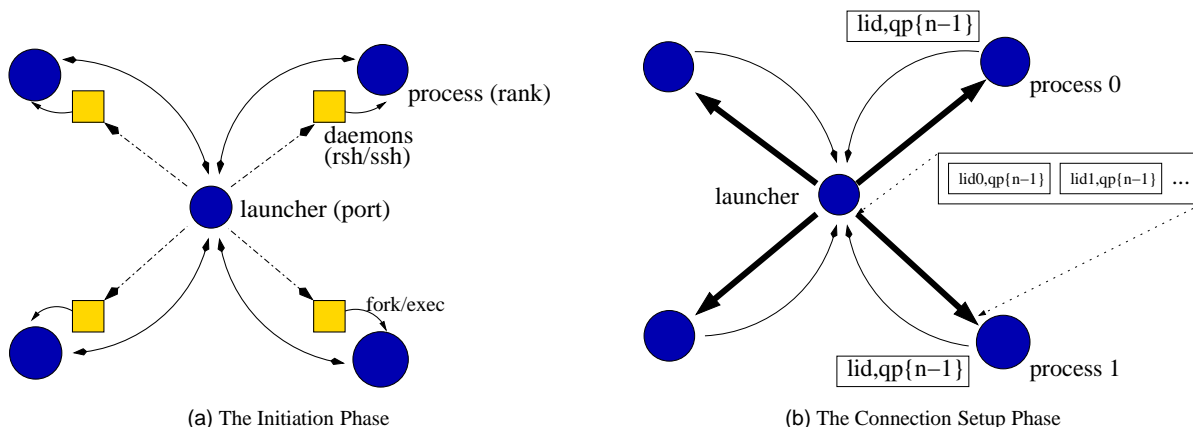 process (rank)
daemons
(rsh/ssh)
launcher (port)
fork/exec
(a) The Initiation Phase
lid,qp{n−1}
process 0
launcher
lid0,qp{n−1} lid1,qp{n−1} ...
lid,qp{n−1}
process 1
(b) The Connection Setup Phase